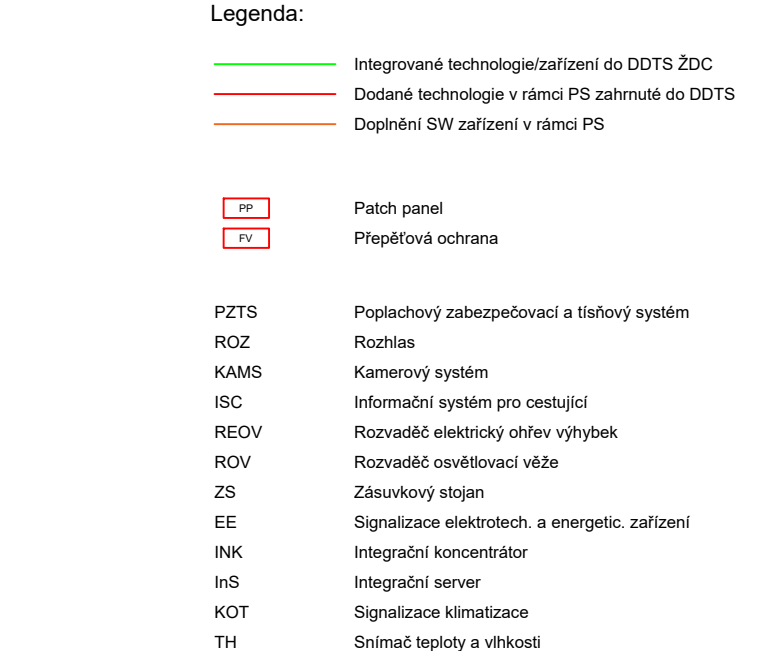 Legenda:
Integrované technologie/zařízení do DDTS ŽDC
Dodané technologie v rámci PS zahrnuté do DDTS
Doplnění SW zařízení v rámci PS
PP Patch panel
FV Přepěťová ochrana
PZTS Poplachový zabezpečovací a tísňový systém
ROZ Rozhlas
KAMS Kamerový systém
ISC Informační systém pro cestující
REOV Rozvaděč elektrický ohřev výhybek
ROV Rozvaděč osvětlovací věže
ZS Zásuvkový stojan
EE Signalizace elektrotech. a energetic. zařízení
INK Integrační koncentrátor
InS Integrační server
KOT Signalizace klimatizace
TH Snímač teploty a vlhkosti